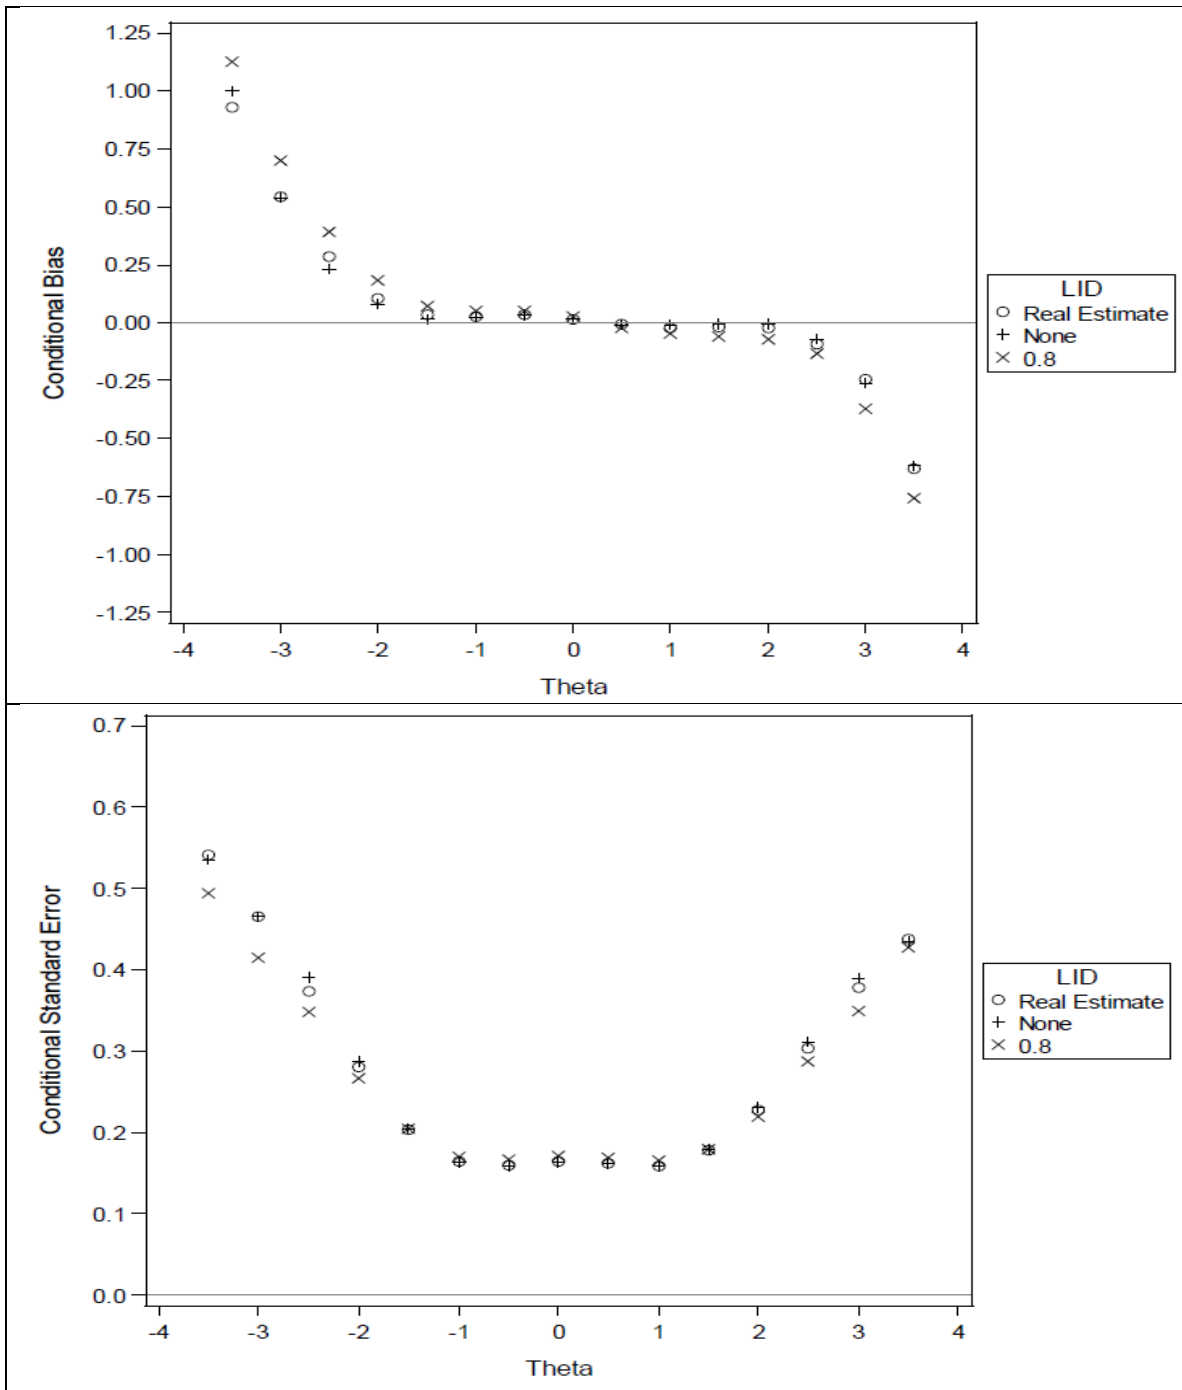 1.25
1.00
0.75
0.50
0.25
0.00
-0.25
-0.50
-0.75
-1.00
-1.25
Conditional Bias
-4 -3 -2 -1 0 1 2 3 4
Theta
LID
Real Estimate
None
0.8
0.7
0.6
0.5
0.4
0.3
0.2
0.1
0.0
Conditional Standard Error
-4 -3 -2 -1 0 1 2 3 4
Theta
LID
Real Estimate
None
0.8